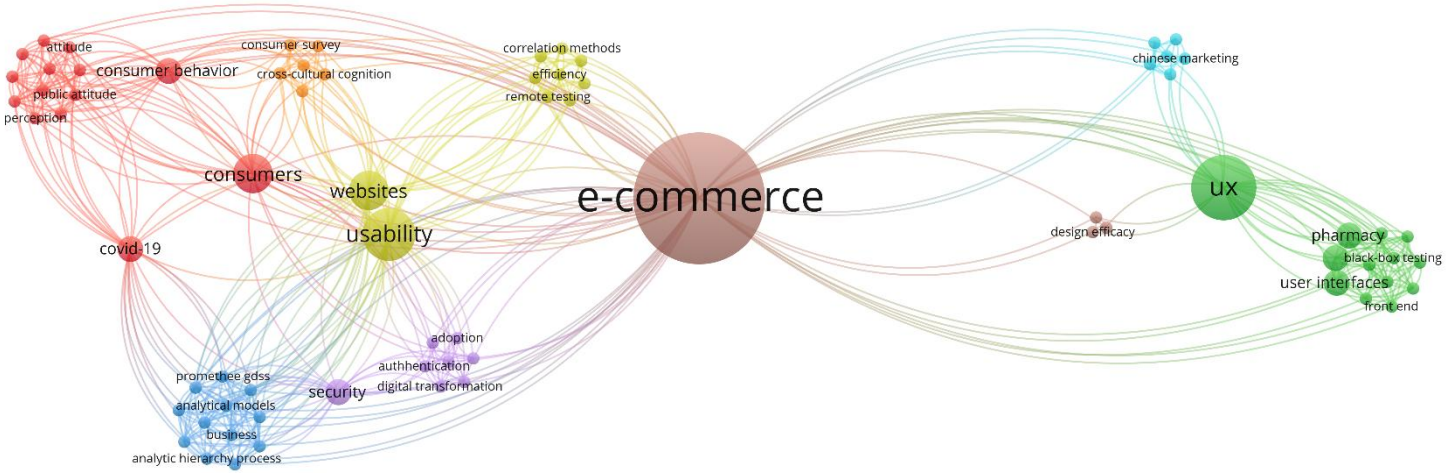 attitude
consumer behavior
public attitude
perception
consumer survey
cross-cultural cognition
correlation methods
efficiency
remote testing
chinese marketing
consumers
websites
usability
e-commerce
ux
covid-19
design efficacy
pharmacy
black-box testing
user interfaces
front end
adoption
authhentication
digital transformation
security
promethee gdss
analytical models
business
analytic hierarchy process